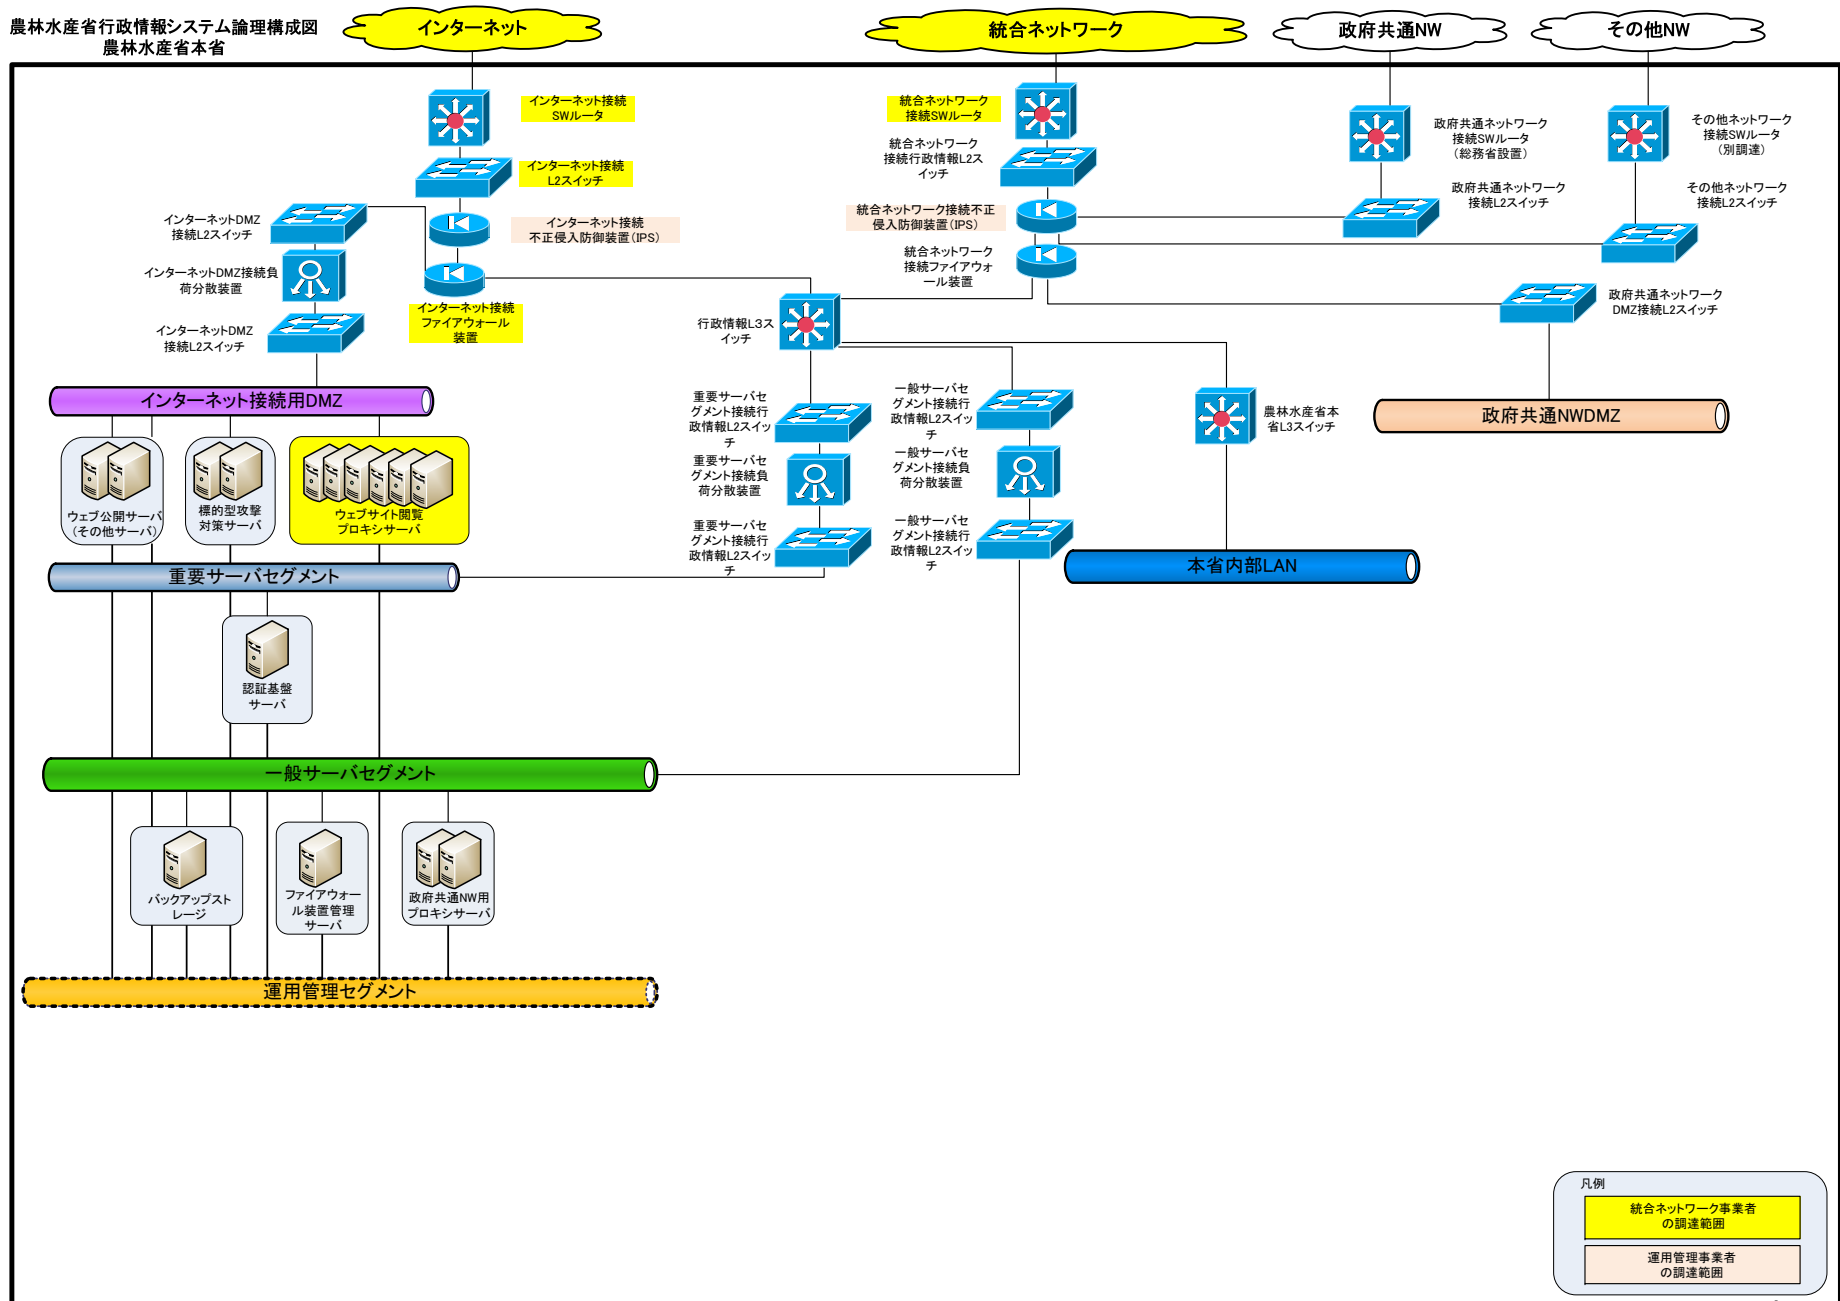 農林水産省行政情報システム論理構成図
農林水産省本省
インターネット
統合ネットワーク
政府共通NW
その他NW
インターネット接続
SWルータ
統合ネットワーク
接続SWルータ
政府共通ネットワーク
接続SWルータ
（総務省設置）
その他ネットワーク
接続SWルータ
（別調達）
インターネット接続
L2スイッチ
統合ネットワーク
接続行政情報L2ス
イッチ
政府共通ネットワーク
接続L2スイッチ
その他ネットワーク
接続L2スイッチ
インターネットDMZ
接続L2スイッチ
インターネット接続
不正侵入防御装置（IPS）
統合ネットワーク接続不正
侵入防御装置（IPS）
統合ネットワーク
接続ファイアウォ
ール装置
インターネットDMZ接続負
荷分散装置
インターネット接続
ファイアウォール
装置
インターネットDMZ
接続L2スイッチ
行政情報L3ス
イッチ
政府共通ネットワーク
DMZ接続L2スイッチ
インターネット接続用DMZ
重要サーバセ
グメント接続行
政情報L2スイッ
チ
一般サーバセ
グメント接続行
政情報L2スイッ
チ
農林水産省本
省L3スイッチ
政府共通NWDMZ
重要サーバセ
グメント接続負
荷分散装置
一般サーバセ
グメント接続負
荷分散装置
ウェブ公開サーバ
（その他サーバ）
標的型攻撃
対策サーバ
ウェブサイト閲覧
プロキシサーバ
重要サーバセ
グメント接続行
政情報L2スイッ
チ
一般サーバセ
グメント接続行
政情報L2スイッ
チ
重要サーバセグメント
本省内部LAN
認証基盤
サーバ
一般サーバセグメント
バックアップスト
レージ
ファイアウォー
ル装置管理
サーバ
政府共通NW用
プロキシサーバ
運用管理セグメント
凡例
統合ネットワーク事業者
の調達範囲
運用管理事業者
の調達範囲